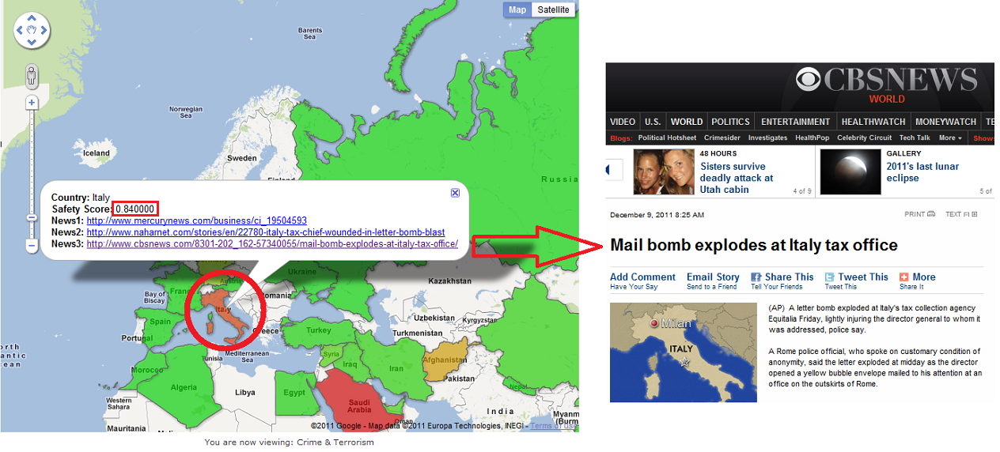 Map Satellite
Barents
Sea
Norwegian
Sea
Iceland
Sweden
Finland
Russia
Country: Italy
Safety Score: 0.840000
News1: http://www.mercurynews.com/business/ci_19504593
News2: http://www.naharnet.com/stories/en/22780-italy-tax-chief-wounded-in-letter-bomb-blast
News3: http://www.cbsnews.com/8301-202_162-57340055/mail-bomb-explodes-at-italy-tax-office/
Ukraine
Austria
Kazakhstan
France
Bay of
Biscay
Romania
Italy
Uzbekistan
Kyrgyzstan
Spain
Portugal
Greece
Turkey
Turkmenistan
North
Atlantic
Ocean
Mediterranean
Sea
Tunisia
Syria
Afghanistan
Iraq
Iran
Morocco
Pakistan
Algeria
Libya
Egypt
Nepal
Western
Sahara
Saudi
Arabia
India
Oman
Myanm
(Burm
Mauritania
Mali
©2011 Google - Map data ©2011 Europa Technologies, INEGI - Terms of Use
You are now viewing: Crime & Terrorism
CBSNEWS
WORLD
VIDEO U.S. WORLD POLITICS ENTERTAINMENT HEALTHWATCH MONEYWATCH TE
Blogs: Political Hotsheet Crimesider Investigates HealthPop Celebrity Circuit Tech Talk More Shows
48 HOURS
Sisters survive
deadly attack at
Utah cabin
4 of 9
GALLERY
2011's last lunar
eclipse
5 of
December 9, 2011 8:25 AM
PRINT TEXT
Mail bomb explodes at Italy tax office
Add Comment Email Story Share This Tweet This More
Have Your Say Send to a Friend Tell Your Friends Tweet This Share It
Milan
ITALY
(AP) A letter bomb exploded at Italy's tax collection agency
Equitalia Friday, lightly injuring the director general to whom it
was addressed, police say.
A Rome police official, who spoke on customary condition of
anonymity, said the letter exploded at midday as the director
opened a yellow bubble envelope mailed to his attention at an
office on the outskirts of Rome.